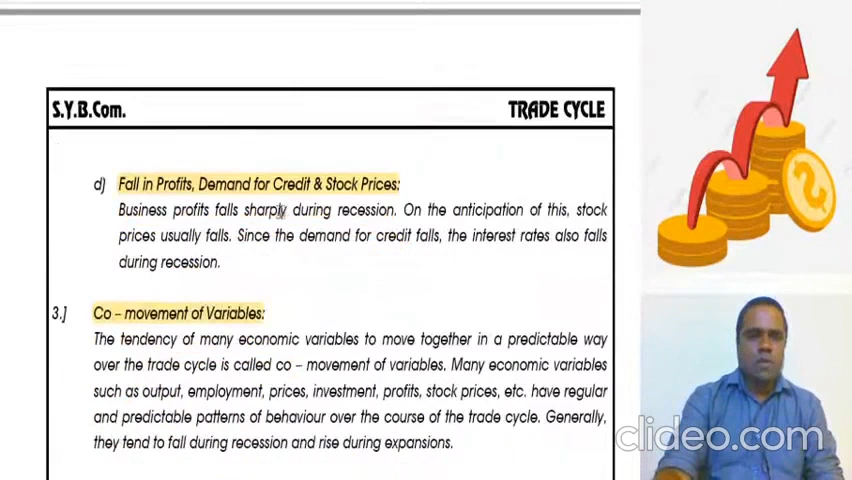 S.Y.B.Com. TRADE CYCLE
d) Fall in Profits, Demand for Credit & Stock Prices:
Business profits falls sharply during recession. On the anticipation of this, stock
prices usually falls. Since the demand for credit falls, the interest rates also falls
during recession.
3.] Co – movement of Variables:
The tendency of many economic variables to move together in a predictable way
over the trade cycle is called co – movement of variables. Many economic variables
such as output, employment, prices, investment, profits, stock prices, etc. have regular
and predictable patterns of behaviour over the course of the trade cycle. Generally,
they tend to fall during recession and rise during expansions.
clideo.com